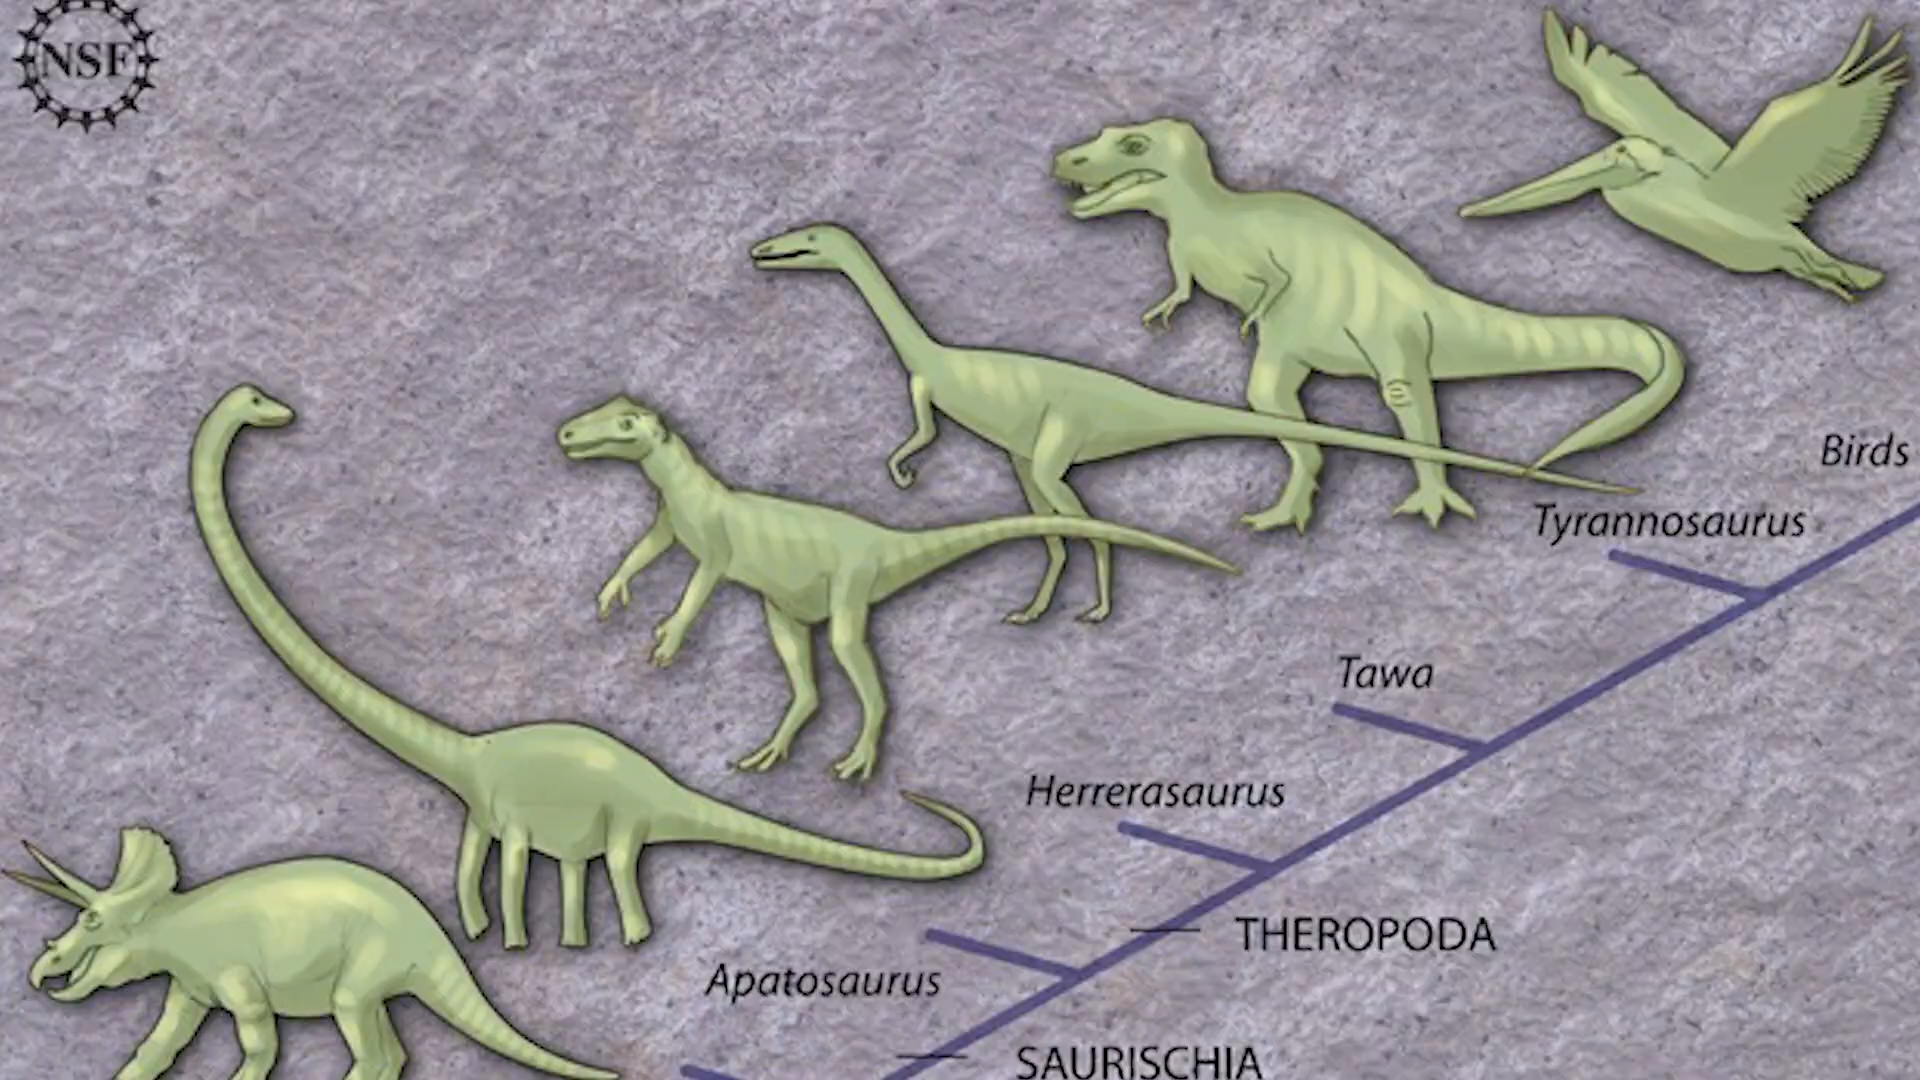 NSF
Birds
Tyrannosaurus
Tawa
Herrerasaurus
THEROPODA
Apatosaurus
SAURISCHIA